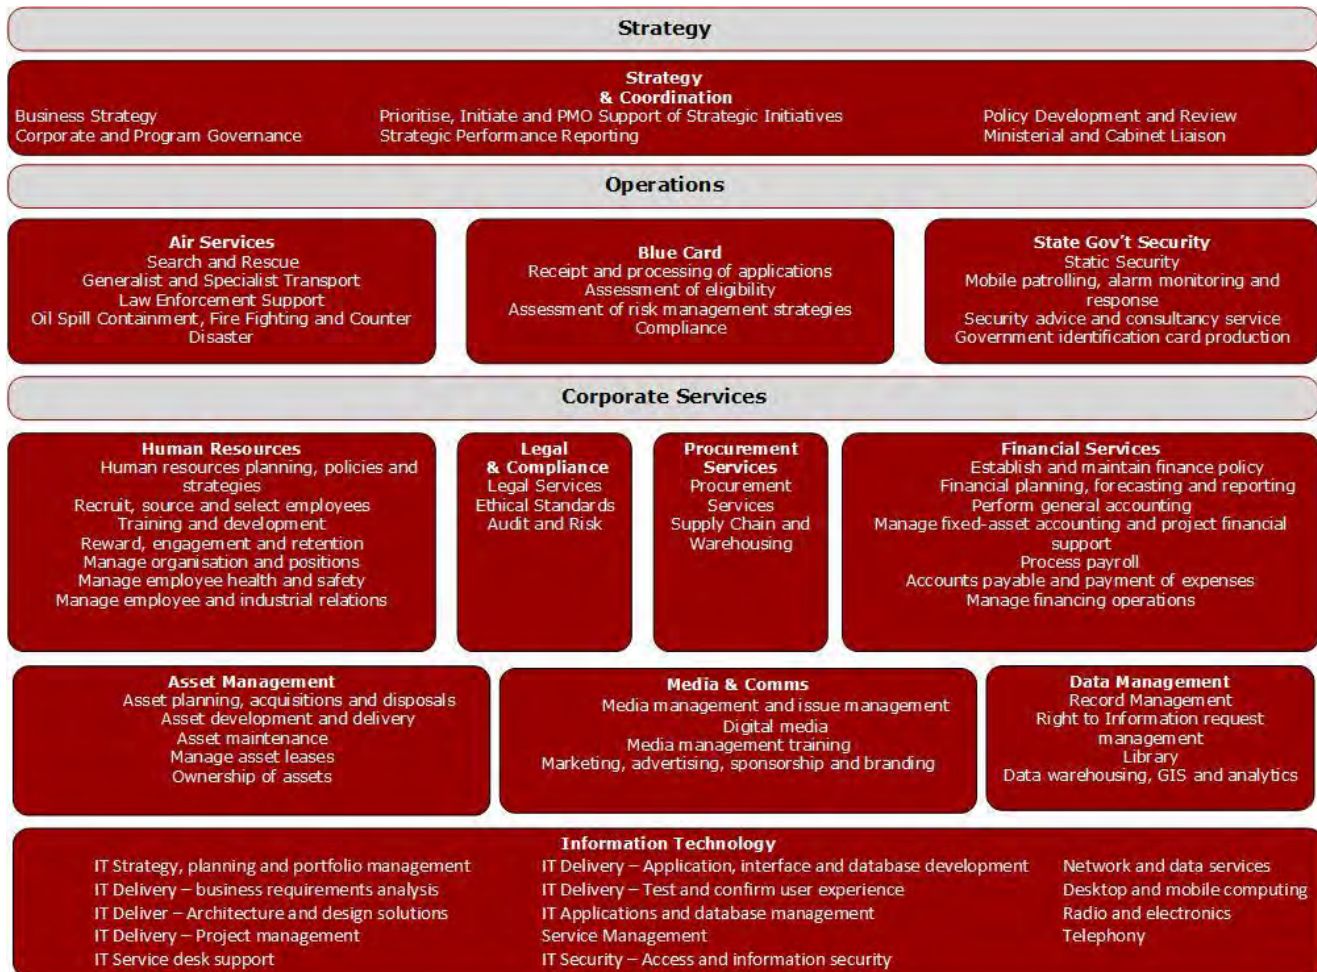 Strategy
Strategy
& Coordination
Business Strategy
Corporate and Program Governance
Prioritise, Initiate and PMO Support of Strategic Initiatives
Strategic Performance Reporting
Policy Development and Review
Ministerial and Cabinet Liaison
Operations
Air Services
Search and Rescue
Generalist and Specialist Transport
Law Enforcement Support
Oil Spill Containment, Fire Fighting and Counter
Disaster
Blue Card
Receipt and processing of applications
Assessment of eligibility
Assessment of risk management strategies
Compliance
State Gov't Security
Static Security
Mobile patrolling, alarm monitoring and
response
Security advice and consultancy service
Government identification card production
Corporate Services
Human Resources
Human resources planning, policies and
strategies
Recruit, source and select employees
Training and development
Reward, engagement and retention
Manage organisation and positions
Manage employee health and safety
Manage employee and industrial relations
Legal
& Compliance
Legal Services
Ethical Standards
Audit and Risk
Procurement
Services
Procurement
Services
Supply Chain and
Warehousing
Financial Services
Establish and maintain finance policy
Financial planning, forecasting and reporting
Perform general accounting
Manage fixed-asset accounting and project financial
support
Process payroll
Accounts payable and payment of expenses
Manage financing operations
Asset Management
Asset planning, acquisitions and disposals
Asset development and delivery
Asset maintenance
Manage asset leases
Ownership of assets
Media & Comms
Media management and issue management
Digital media
Media management training
Marketing, advertising, sponsorship and branding
Data Management
Record Management
Right to Information request
management
Library
Data warehousing, GIS and analytics
Information Technology
IT Strategy, planning and portfolio management
IT Delivery – business requirements analysis
IT Deliver – Architecture and design solutions
IT Delivery – Project management
IT Service desk support
IT Delivery – Application, interface and database development
IT Delivery – Test and confirm user experience
IT Applications and database management
Service Management
IT Security – Access and information security
Network and data services
Desktop and mobile computing
Radio and electronics
Telephony